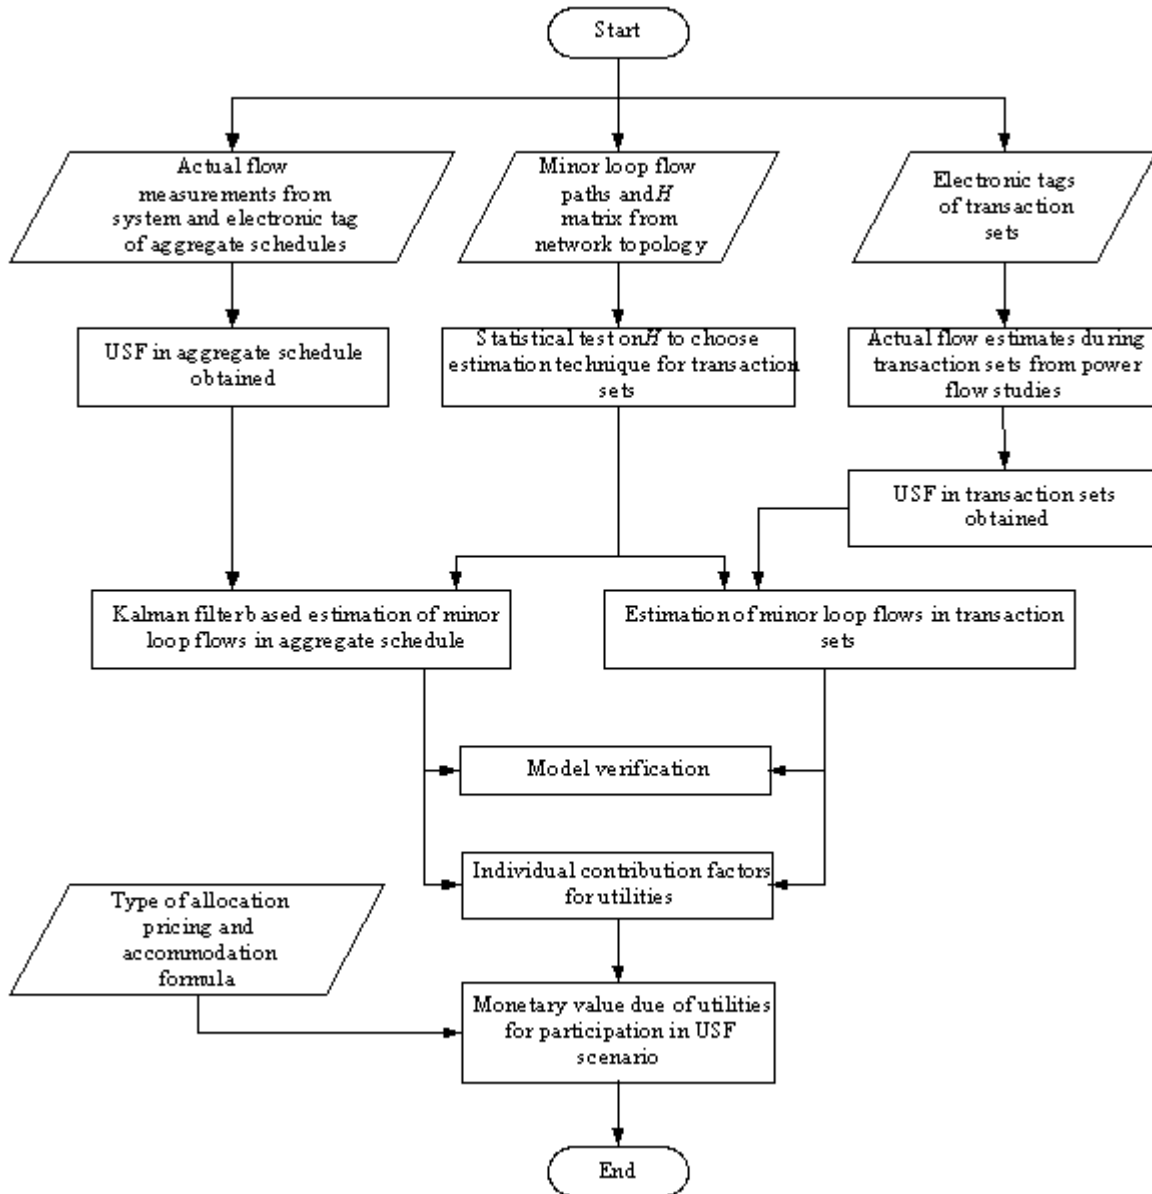 Start
Actual flow
measurements from
system and electronic tag
of aggregate schedules
Minor loop flow
paths and H
matrix from
network topology
Electronic tags
of transaction
sets
USF in aggregate schedule
obtained
Statistical test on H to choose
estimation technique for transaction
sets
Actual flow estimates during
transaction sets from power
flow studies
USF in transaction sets
obtained
Kalman filter based estimation of minor
loop flows in aggregate schedule
Estimation of minor loop flows in transaction
sets
Model verification
Individual contribution factors
for utilities
Type of allocation
pricing and
accommodation
formula
Monetary value due of utilities
for participation in USF
scenario
End